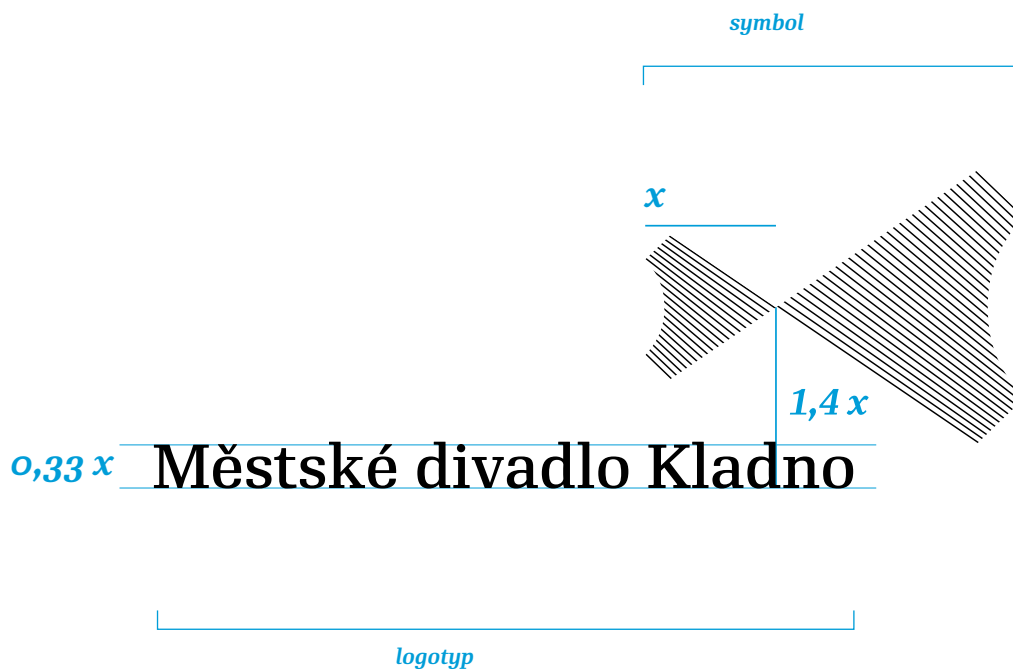 symbol
x
1,4 x
0,33 x
Městské divadlo Kladno
logotyp